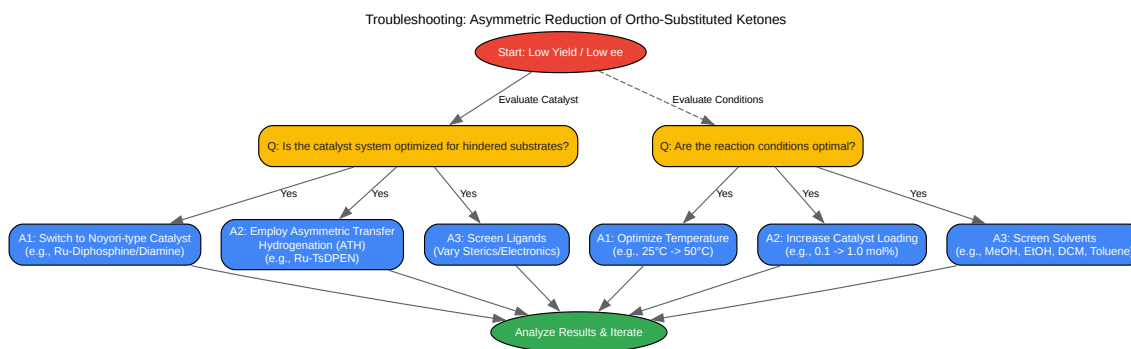 Troubleshooting: Asymmetric Reduction of Ortho-Substituted Ketones
Start: Low Yield / Low ee
Evaluate Catalyst
Evaluate Conditions
Q: Is the catalyst system optimized for hindered substrates?
Q: Are the reaction conditions optimal?
Yes
Yes
Yes
Yes
Yes
Yes
A1: Switch to Noyori-type Catalyst
(e.g., Ru-Diphosphine/Diamine)
A2: Employ Asymmetric Transfer
Hydrogenation (ATH)
(e.g., Ru-TsDPEN)
A3: Screen Ligands
(Vary Sterics/Electronics)
A1: Optimize Temperature
(e.g., 25°C -> 50°C)
A2: Increase Catalyst Loading
(e.g., 0.1 -> 1.0 mol%)
A3: Screen Solvents
(e.g., MeOH, EtOH, DCM, Toluene)
Analyze Results & Iterate